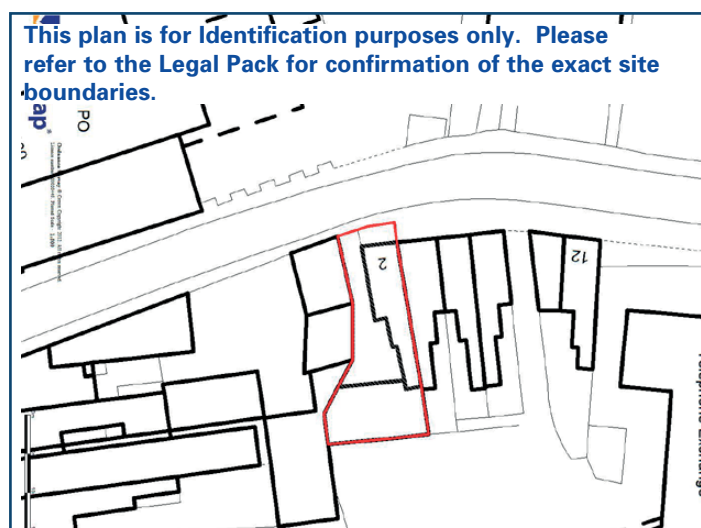 This plan is for Identification purposes only. Please
refer to the Legal Pack for confirmation of the exact site
boundaries.
PO
ap®
2
12